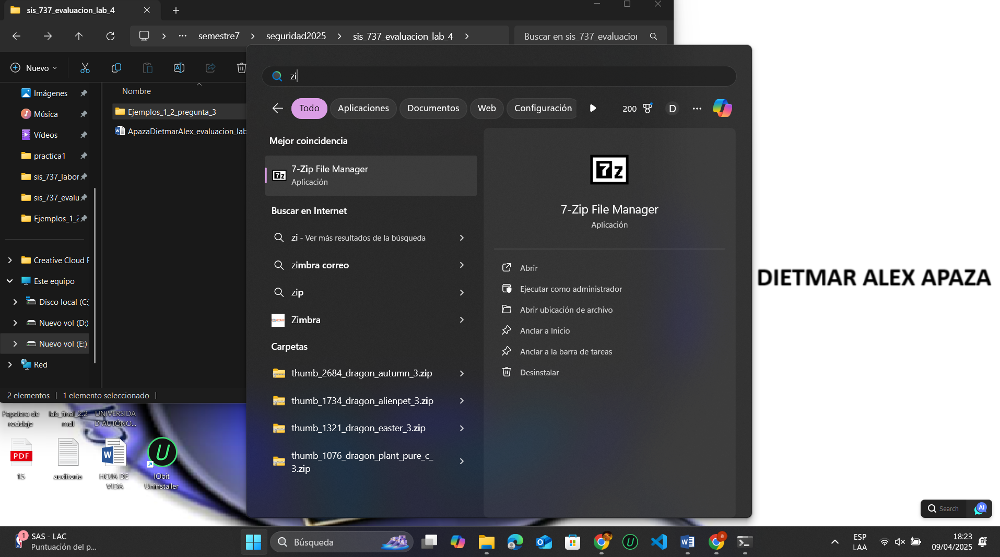 sis_737_evaluacion_lab_4
semestre7
seguridad2025
sis_737_evaluacion_lab_4
Buscar en sis_737_evaluacior
Nuevo
Imágenes
Música
Vídeos
practica1
sis_737_labor
sis_737_evalu
Ejemplos_1_2
Creative Cloud F
Este equipo
Disco local (C:)
Nuevo vol (D:)
Nuevo vol (E:)
Red
Nombre
Ejemplos_1_2_pregunta_3
ApazaDietmarAlex_evaluacion_lab
2 elementos
1 elemento seleccionado
zi
Todo
Aplicaciones
Documentos
Web
Configuración
200
D
Mejor coincidencia
7-Zip File Manager
Aplicación
Buscar en Internet
zi - Ver más resultados de la búsqueda
zimbra correo
zip
Zimbra
Carpetas
thumb_2684_dragon_autumn_3.zip
thumb_1734_dragon_alienpet_3.zip
thumb_1321_dragon_easter_3.zip
thumb_1076_dragon_plant_pure_c_
3.zip
7z
7-Zip File Manager
Aplicación
Abrir
Ejecutar como administrador
Abrir ubicación de archivo
Anclar a Inicio
Anclar a la barra de tareas
Desinstalar
DIETMAR ALEX APAZA
Papelera de
reciclaje
lab_final_2.2
mdl
UNIVERSIDA
D AUTÓNO...
PDF
15
auditoria
W
HOJA DE
VIDA
U
IObit
Uninstaller
Search
AI
1
SAS - LAC
Puntuación del p...
Búsqueda
ESP
LAA
18:23
09/04/2025